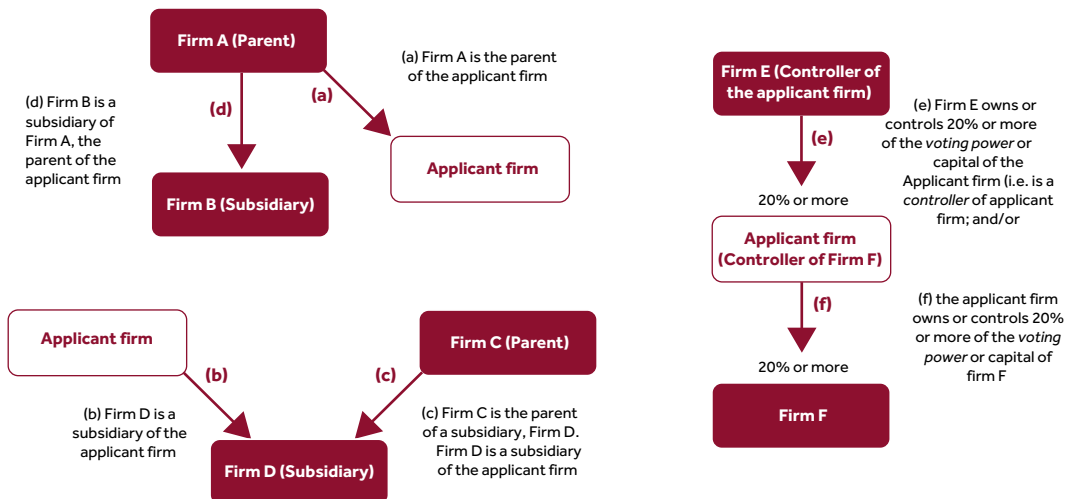 Firm A (Parent)
(a) Firm A is the parent
of the applicant firm
(d) Firm B is a
subsidiary of
Firm A, the
parent of the
applicant firm
(d)
(a)
Applicant firm
Firm B (Subsidiary)
Applicant firm
Firm C (Parent)
(b)
(c)
(b) Firm D is a
subsidiary of the
applicant firm
(c) Firm C is the parent
of a subsidiary, Firm D.
Firm D is a subsidiary
of the applicant firm
Firm D (Subsidiary)
Firm E (Controller of
the applicant firm)
(e)
(e) Firm E owns or
controls 20% or more
of the voting power or
capital of the
Applicant firm (i.e. is a
controller of applicant
firm; and/or
20% or more
Applicant firm
(Controller of Firm F)
(f)
(f) the applicant firm
owns or controls 20%
or more of the voting
power or capital of
firm F
20% or more
Firm F